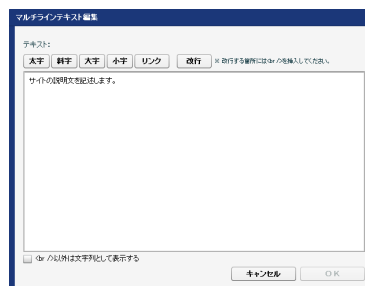 マルチラインテキスト編集
テキスト:
太字 斜字 大字 小字 リンク 改行 ※ 改行する箇所には<br />を挿入してください。
サイトの説明文を記述します。
<br />以外は文字列として表示する
キャンセル OK